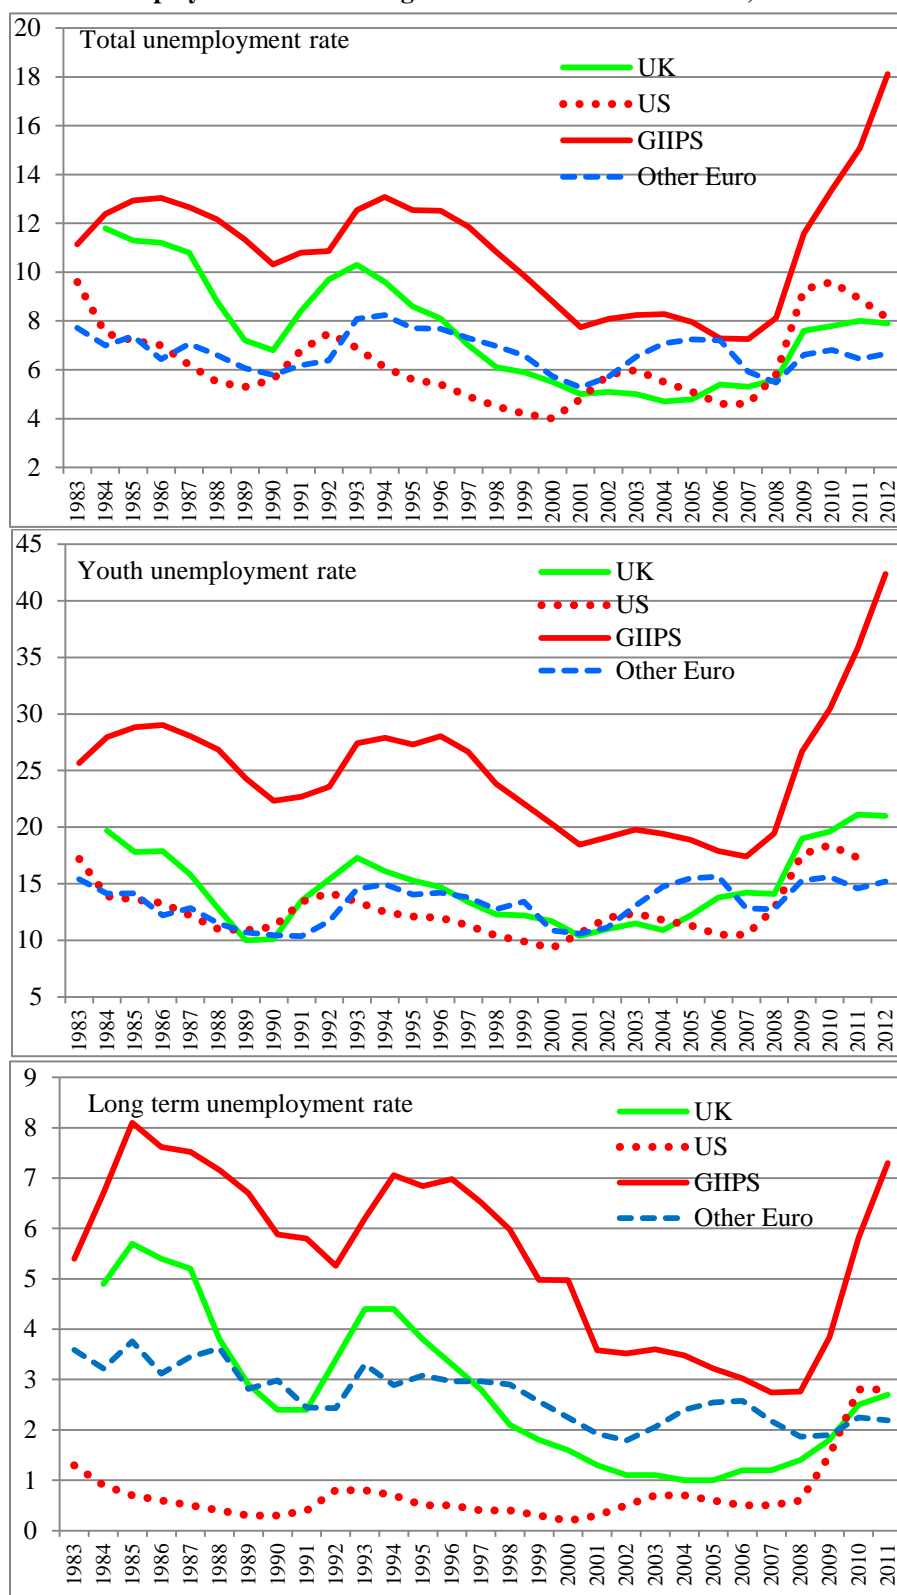 Total unemployment rate
UK
US
GIIPS
Other Euro
20
18
16
14
12
10
8
6
4
2
1983 1984 1985 1986 1987 1988 1989 1990 1991 1992 1993 1994 1995 1996 1997 1998 1999 2000 2001 2002 2003 2004 2005 2006 2007 2008 2009 2010 2011 2012
Youth unemployment rate
UK
US
GIIPS
Other Euro
45
40
35
30
25
20
15
10
5
1983 1984 1985 1986 1987 1988 1989 1990 1991 1992 1993 1994 1995 1996 1997 1998 1999 2000 2001 2002 2003 2004 2005 2006 2007 2008 2009 2010 2011 2012
Long term unemployment rate
UK
US
GIIPS
Other Euro
9
8
7
6
5
4
3
2
1
0
1983 1984 1985 1986 1987 1988 1989 1990 1991 1992 1993 1994 1995 1996 1997 1998 1999 2000 2001 2002 2003 2004 2005 2006 2007 2008 2009 2010 2011